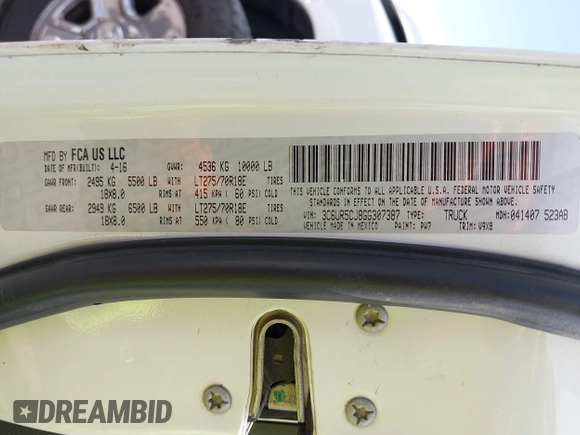 MFD BY FCA US LLC
DATE OF MFR(BUILT): 4-16 GVWR: 4536 KG 10000 LB
GAWR FRONT: 2495 KG 5500 LB WITH LT275/70R18E TIRES
18X8.0 RIMS AT 415 KPA ( 60 PSI) COLD
GAWR REAR: 2949 KG 6500 LB WITH LT275/70R18E TIRES
18X8.0 RIMS AT 550 KPA ( 80 PSI) COLD
THIS VEHICLE CONFORMS TO ALL APPLICABLE U.S.A. FEDERAL MOTOR VEHICLE SAFETY
STANDARDS IN EFFECT ON THE DATE OF MANUFACTURE SHOWN ABOVE.
VIN: 3C6UR5CJ8GG307387 TYPE: TRUCK MDH: 041407 523AB
VEHICLE MADE IN MEXICO PAINT: PW7 TRIM: V9X8
DREAMBID